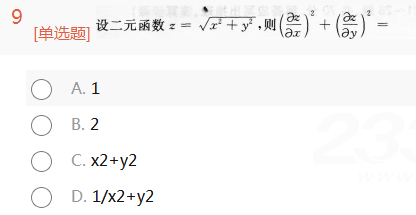 9
[单选题] 设二元函数 z = √(x² + y²), 则 (∂z/∂x)² + (∂z/∂y)² =
A. 1
B. 2
C. x2+y2
D. 1/x2+y2